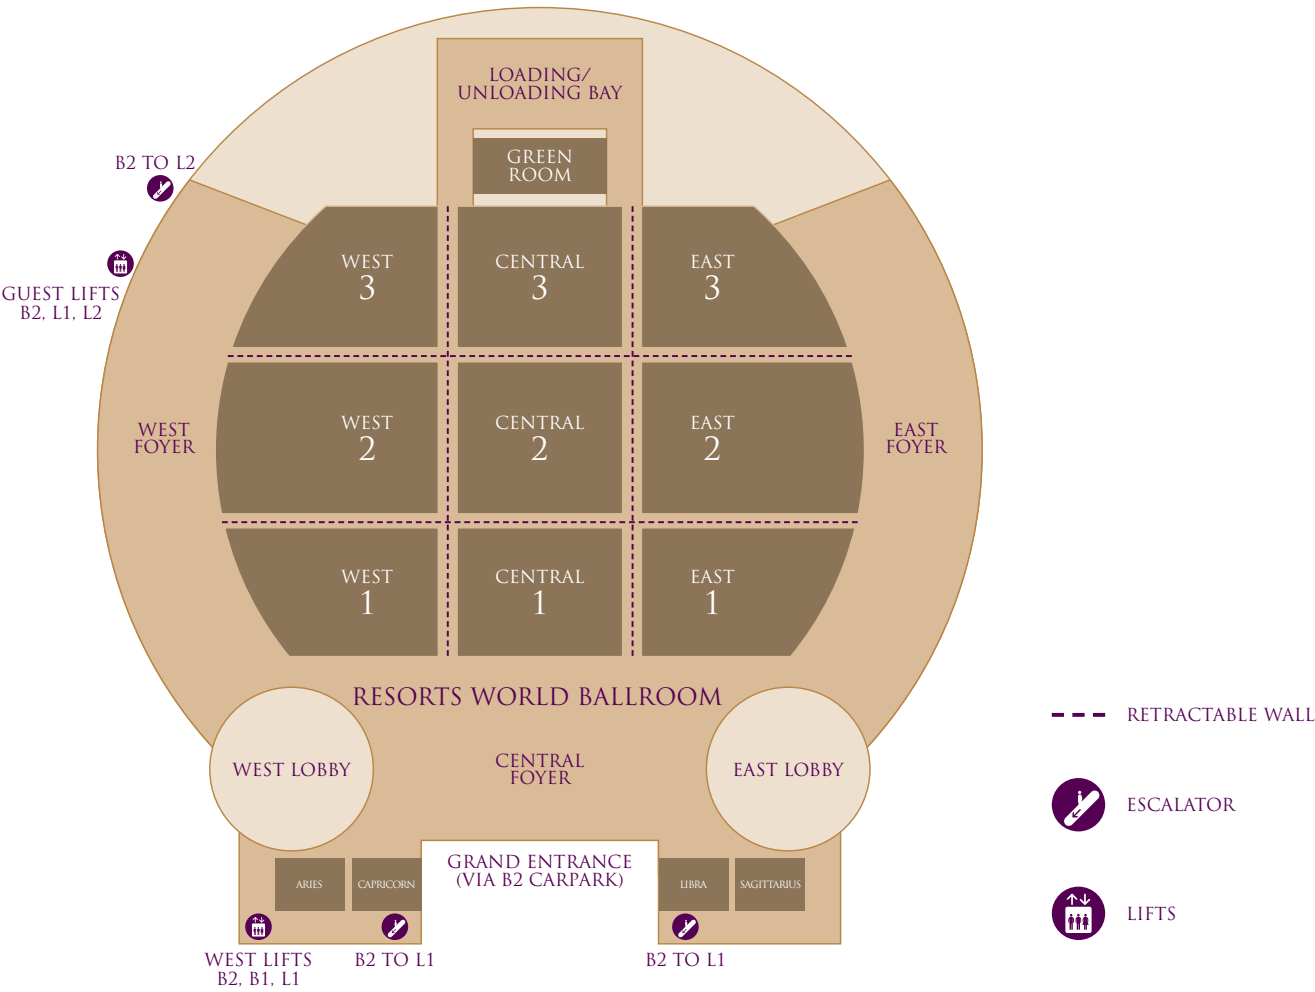 LOADING/
UNLOADING BAY
GREEN
ROOM
B2 TO L2
GUEST LIFTS
B2, L1, L2
WEST
3
CENTRAL
3
EAST
3
WEST
FOYER
WEST
2
CENTRAL
2
EAST
2
EAST
FOYER
WEST
1
CENTRAL
1
EAST
1
RESORTS WORLD BALLROOM
WEST LOBBY
CENTRAL
FOYER
EAST LOBBY
GRAND ENTRANCE
(VIA B2 CARPARK)
ARIES
CAPRICORN
LIBRA
SAGITTARIUS
WEST LIFTS
B2, B1, L1
B2 TO L1
B2 TO L1
RETRACTABLE WALL
ESCALATOR
LIFTS